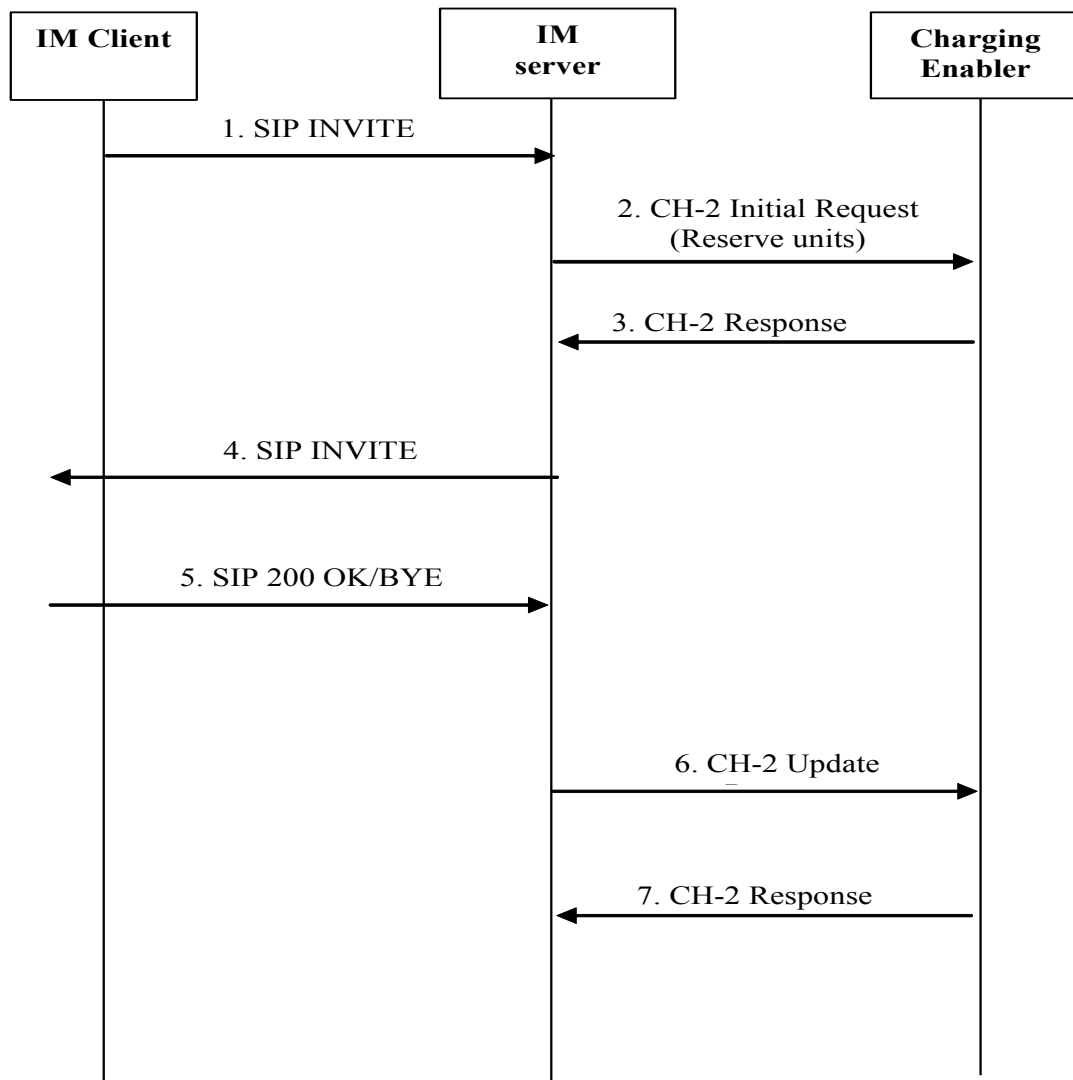 IM Client
IM
server
Charging
Enabler
1. SIP INVITE
2. CH-2 Initial Request
(Reserve units)
3. CH-2 Response
4. SIP INVITE
5. SIP 200 OK/BYE
6. CH-2 Update
7. CH-2 Response